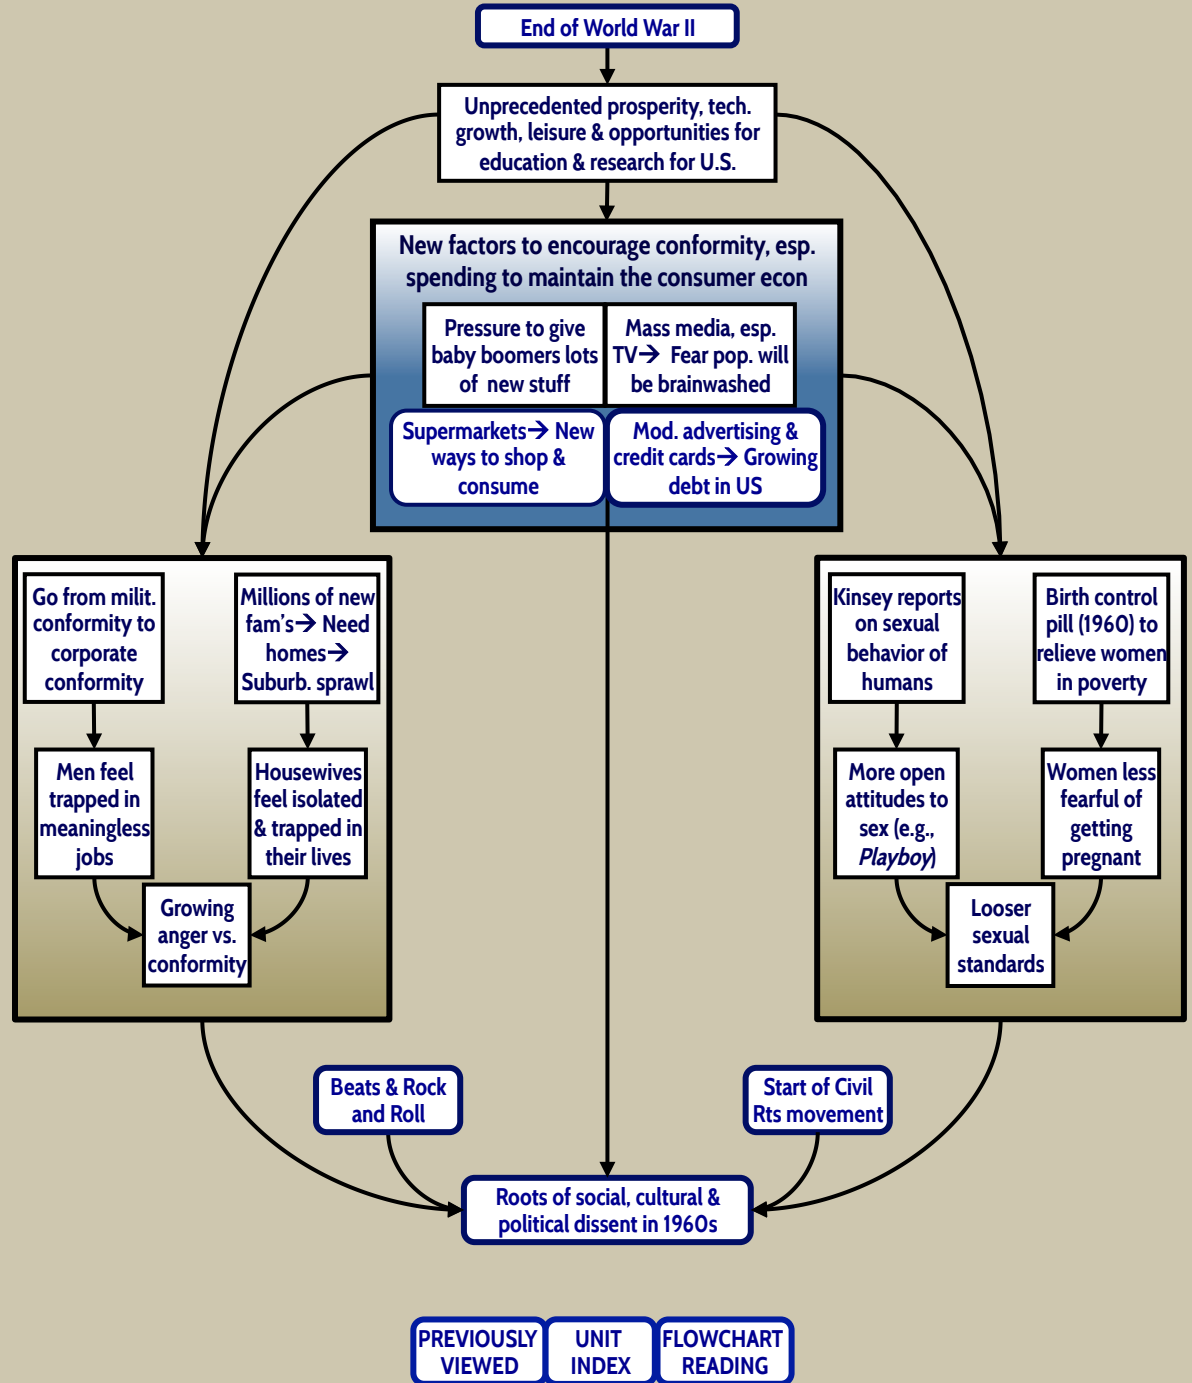 End of World War II
Unprecedented prosperity, tech.
growth, leisure & opportunities for
education & research for U.S.
New factors to encourage conformity, esp.
spending to maintain the consumer econ
Pressure to give
baby boomers lots
of new stuff
Mass media, esp.
TV→ Fear pop. will
be brainwashed
Supermarkets→ New
ways to shop &
consume
Mod. advertising &
credit cards→ Growing
debt in US
Go from milit.
conformity to
corporate
conformity
Millions of new
fam's→ Need
homes→
Suburb. sprawl
Men feel
trapped in
meaningless
jobs
Housewives
feel isolated
& trapped in
their lives
Growing
anger vs.
conformity
Kinsey reports
on sexual
behavior of
humans
Birth control
pill (1960) to
relieve women
in poverty
More open
attitudes to
sex (e.g.,
Playboy)
Women less
fearful of
getting
pregnant
Looser
sexual
standards
Beats & Rock
and Roll
Start of Civil
Rts movement
Roots of social, cultural &
political dissent in 1960s
PREVIOUSLY
VIEWED
UNIT
INDEX
FLOWCHART
READING